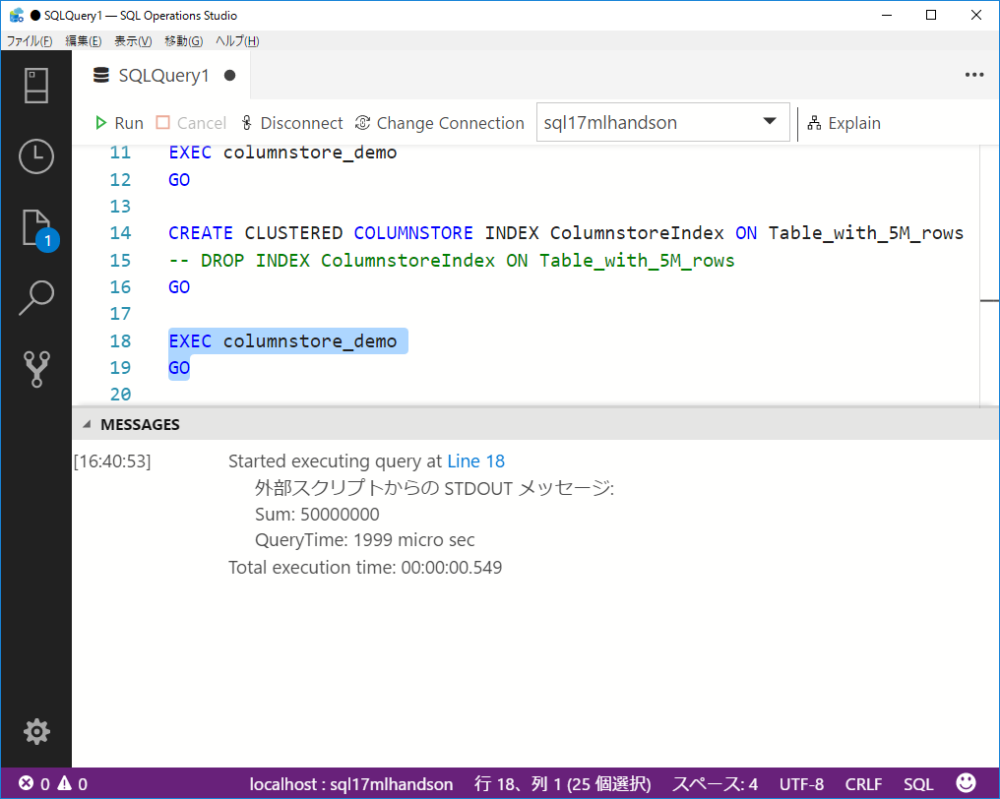 SQLQuery1 — SQL Operations Studio
ファイル(F) 編集(E) 表示(V) 移動(G) ヘルプ(H)
SQLQuery1
Run Cancel Disconnect Change Connection sql17mlhandson Explain
11 EXEC columnstore_demo
12 GO
13
14 CREATE CLUSTERED COLUMNSTORE INDEX ColumnstoreIndex ON Table_with_5M_rows
15 -- DROP INDEX ColumnstoreIndex ON Table_with_5M_rows
16 GO
17
18 EXEC columnstore_demo
19 GO
20
1
MESSAGES
[16:40:53] Started executing query at Line 18
外部スクリプトからの STDOUT メッセージ:
Sum: 50000000
QueryTime: 1999 micro sec
Total execution time: 00:00:00.549
0 0 localhost : sql17mlhandson 行 18、列 1 (25 個選択) スペース: 4 UTF-8 CRLF SQL